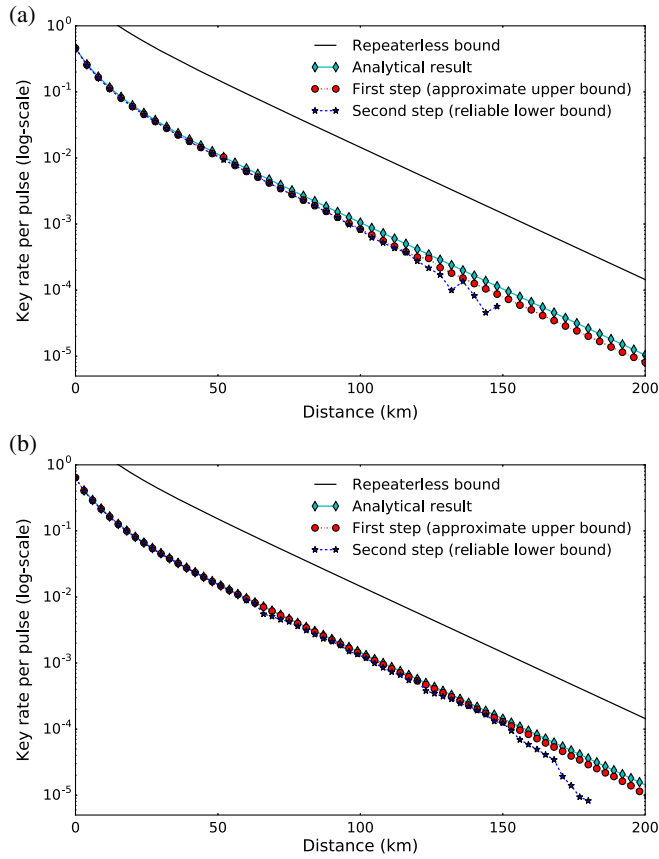 (a)
10^0
10^-1
10^-2
10^-3
10^-4
10^-5
Key rate per pulse (log-scale)
Repeaterless bound
Analytical result
First step (approximate upper bound)
Second step (reliable lower bound)
0 50 100 150 200
Distance (km)
(b)
10^0
10^-1
10^-2
10^-3
10^-4
10^-5
Key rate per pulse (log-scale)
Repeaterless bound
Analytical result
First step (approximate upper bound)
Second step (reliable lower bound)
0 50 100 150 200
Distance (km)